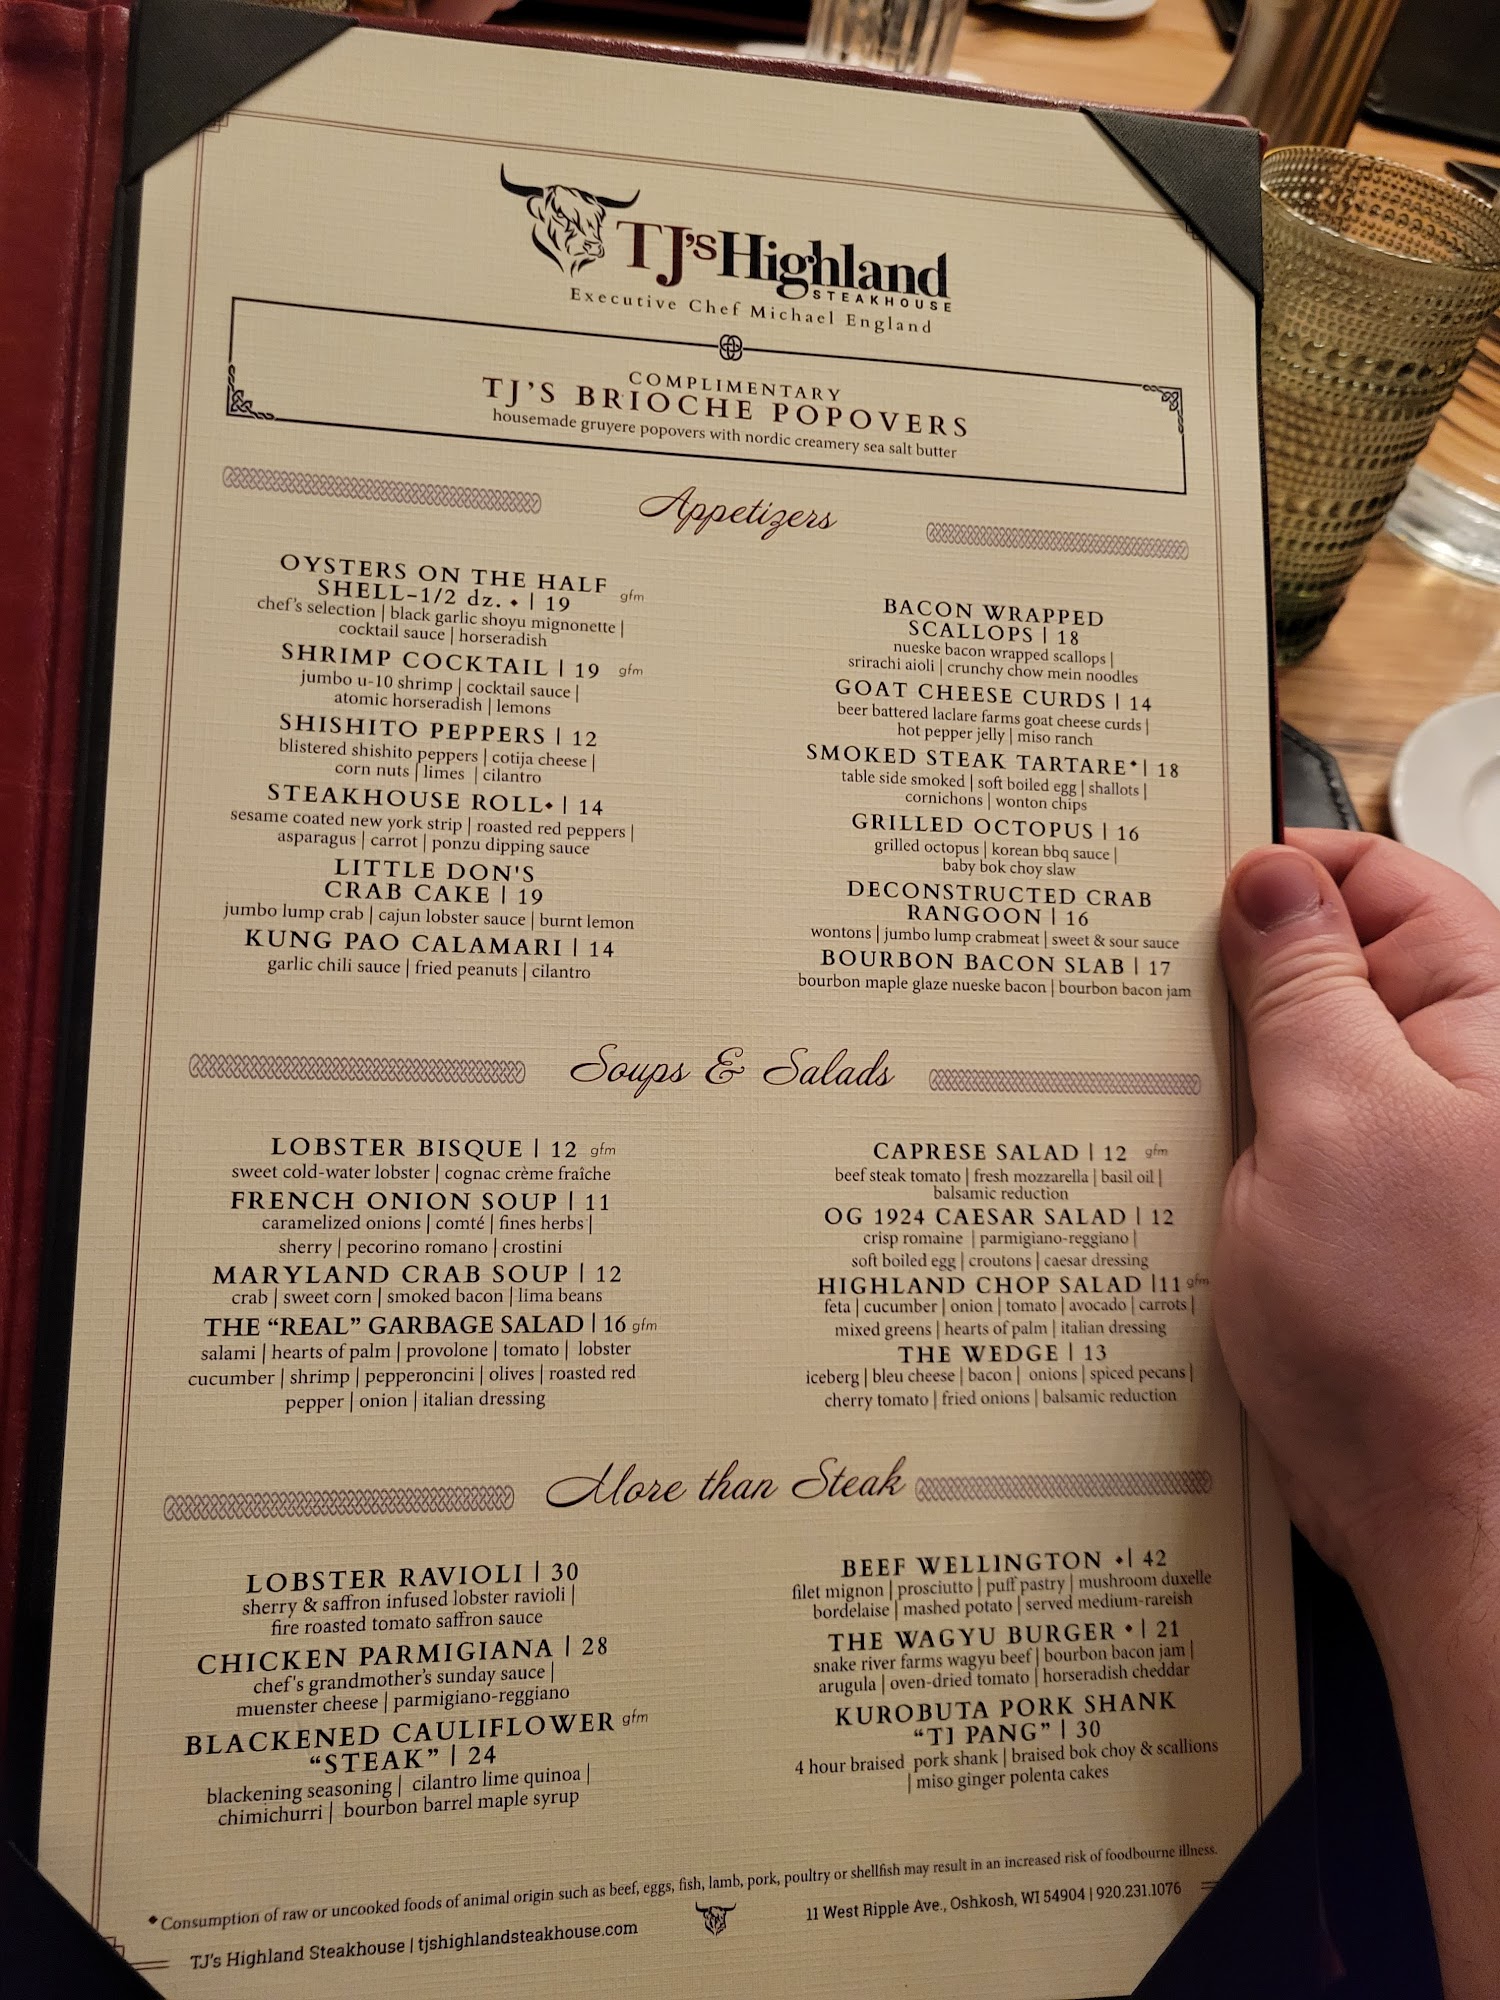 TJ's Highland
STEAKHOUSE
Executive Chef Michael England
COMPLIMENTARY
TJ'S BRIOCHE POPOVERS
housemade gruyere popovers with nordic creamery sea salt butter
Appetizers
OYSTERS ON THE HALF
SHELL-1/2 dz. ◆ | 19 gfm
chef's selection | black garlic shoyu mignonette |
cocktail sauce | horseradish
SHRIMP COCKTAIL | 19 gfm
jumbo u-10 shrimp | cocktail sauce |
atomic horseradish | lemons
SHISHITO PEPPERS | 12
blistered shishito peppers | cotija cheese |
corn nuts | limes | cilantro
STEAKHOUSE ROLL◆ | 14
sesame coated new york strip | roasted red peppers |
asparagus | carrot | ponzu dipping sauce
LITTLE DON'S
CRAB CAKE | 19
jumbo lump crab | cajun lobster sauce | burnt lemon
KUNG PAO CALAMARI | 14
garlic chili sauce | fried peanuts | cilantro
BACON WRAPPED
SCALLOPS | 18
nueske bacon wrapped scallops |
srirachi aioli | crunchy chow mein noodles
GOAT CHEESE CURDS | 14
beer battered laclare farms goat cheese curds |
hot pepper jelly | miso ranch
SMOKED STEAK TARTARE◆ | 18
table side smoked | soft boiled egg | shallots |
cornichons | wonton chips
GRILLED OCTOPUS | 16
grilled octopus | korean bbq sauce |
baby bok choy slaw
DECONSTRUCTED CRAB
RANGOON | 16
wontons | jumbo lump crabmeat | sweet & sour sauce
BOURBON BACON SLAB | 17
bourbon maple glaze nueske bacon | bourbon bacon jam
Soups & Salads
LOBSTER BISQUE | 12 gfm
sweet cold-water lobster | cognac crème fraîche
FRENCH ONION SOUP | 11
caramelized onions | comté | fines herbs |
sherry | pecorino romano | crostini
MARYLAND CRAB SOUP | 12
crab | sweet corn | smoked bacon | lima beans
THE “REAL” GARBAGE SALAD | 16 gfm
salami | hearts of palm | provolone | tomato | lobster
cucumber | shrimp | pepperoncini | olives | roasted red
pepper | onion | italian dressing
CAPRESE SALAD | 12 gfm
beef steak tomato | fresh mozzarella | basil oil |
balsamic reduction
OG 1924 CAESAR SALAD | 12
crisp romaine | parmigiano-reggiano |
soft boiled egg | croutons | caesar dressing
HIGHLAND CHOP SALAD |11 gfm
feta | cucumber | onion | tomato | avocado | carrots |
mixed greens | hearts of palm | italian dressing
THE WEDGE | 13
iceberg | bleu cheese | bacon | onions | spiced pecans |
cherry tomato | fried onions | balsamic reduction
More than Steak
LOBSTER RAVIOLI | 30
sherry & saffron infused lobster ravioli |
fire roasted tomato saffron sauce
CHICKEN PARMIGIANA | 28
chef's grandmother's sunday sauce |
muenster cheese | parmigiano-reggiano
BLACKENED CAULIFLOWER gfm
“STEAK” | 24
blackening seasoning | cilantro lime quinoa |
chimichurri | bourbon barrel maple syrup
BEEF WELLINGTON ◆| 42
filet mignon | prosciutto | puff pastry | mushroom duxelle
bordelaise | mashed potato | served medium-rareish
THE WAGYU BURGER ◆ | 21
snake river farms wagyu beef | bourbon bacon jam |
arugula | oven-dried tomato | horseradish cheddar
KUROBUTA PORK SHANK
“TI PANG” | 30
4 hour braised pork shank | braised bok choy & scallions
| miso ginger polenta cakes
◆Consumption of raw or uncooked foods of animal origin such as beef, eggs, fish, lamb, pork, poultry or shellfish may result in an increased risk of foodbourne illness.
TJ's Highland Steakhouse | tjshighlandsteakhouse.com
11 West Ripple Ave., Oshkosh, WI 54904 | 920.231.1076